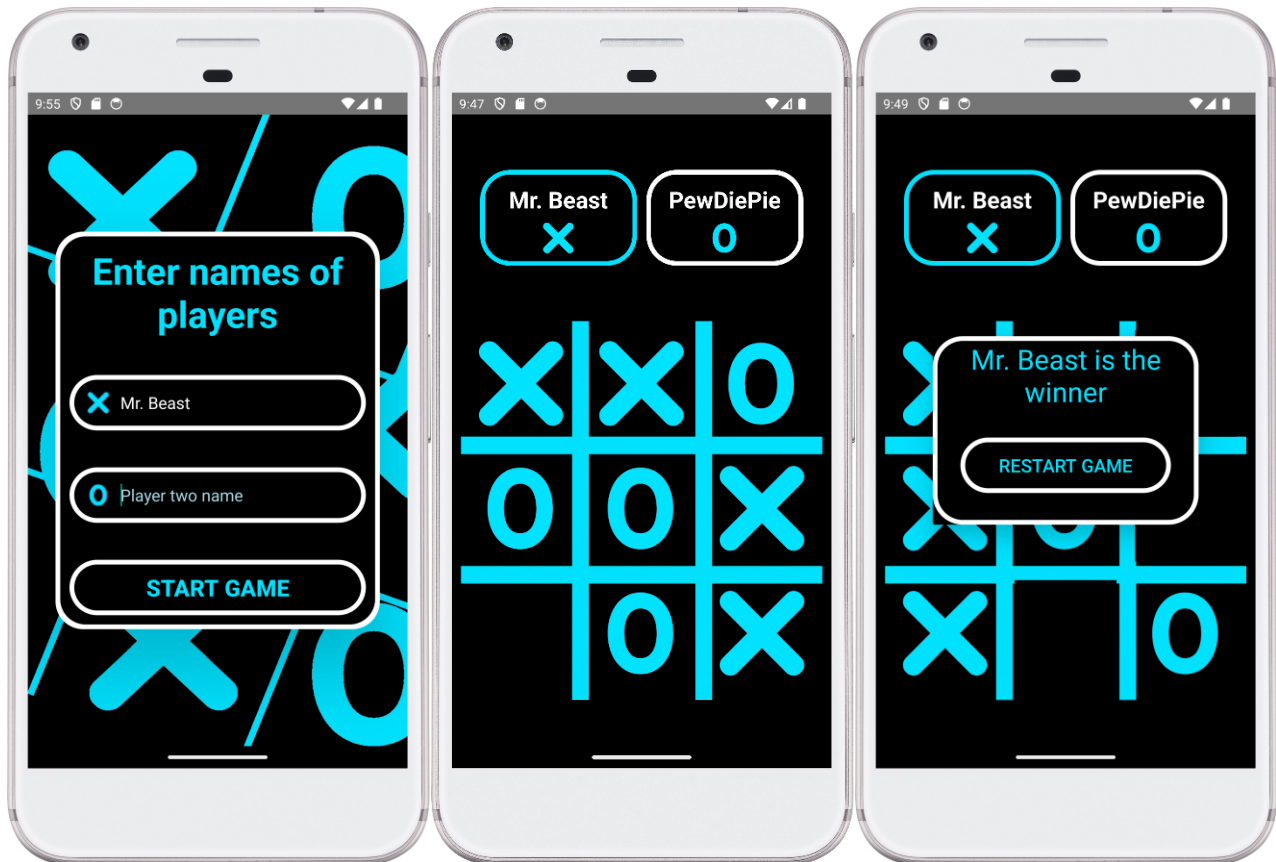 9:55
Enter names of
players
Mr. Beast
Player two name
START GAME
9:47
Mr. Beast
PewDiePie
X
O
X X O
O O X
O X
9:49
Mr. Beast
PewDiePie
X
O
Mr. Beast is the
winner
RESTART GAME
X O